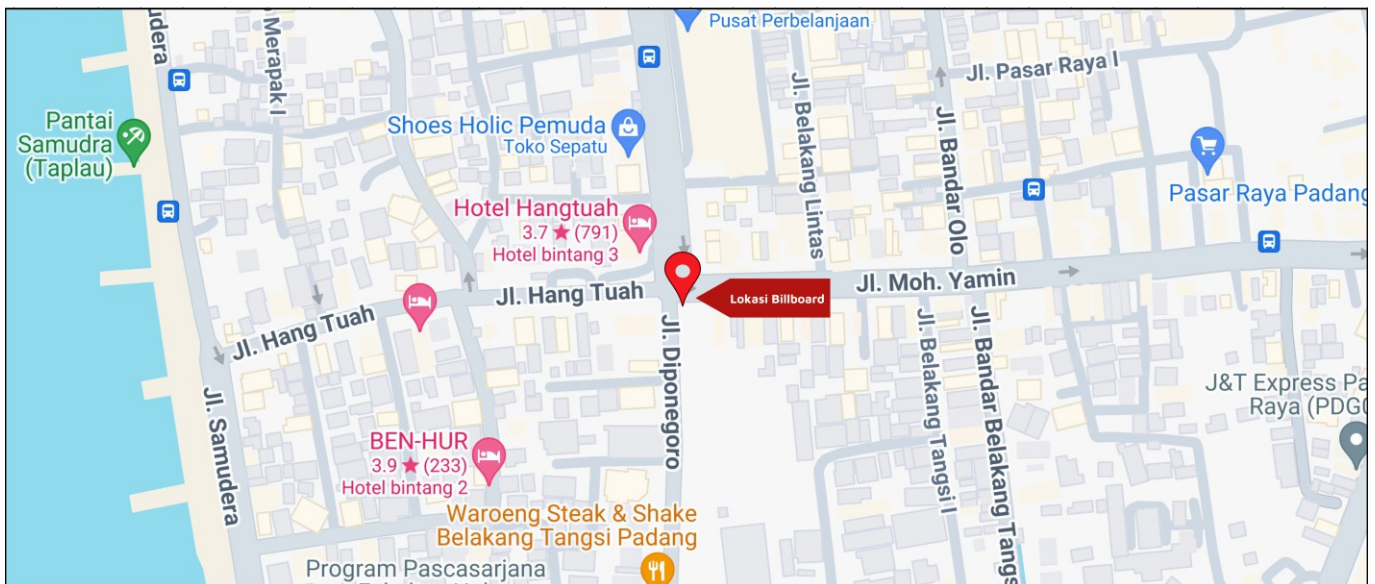 Pusat Perbelanjaan
udera
Merapak I
Jl. Pasar Raya I
Pantai
Samudra
(Taplau)
Shoes Holic Pemuda
Toko Sepatu
Jl. Belakang Lintas
Jl. Bandar Olo
Pasar Raya Padang
Hotel Hangtuah
3.7 ★ (791)
Hotel bintang 3
Jl. Hang Tuah
Jl. Moh. Yamin
Lokasi Billboard
Jl. Hang Tuah
Jl. Diponegoro
Jl. Belakang Tangsi I
Jl. Bandar Belakang Tangs
J&T Express Pa
Raya (PDG
Jl. Samudera
BEN-HUR
3.9 ★ (233)
Hotel bintang 2
Waroeng Steak & Shake
Belakang Tangsi Padang
Program Pascasarjana